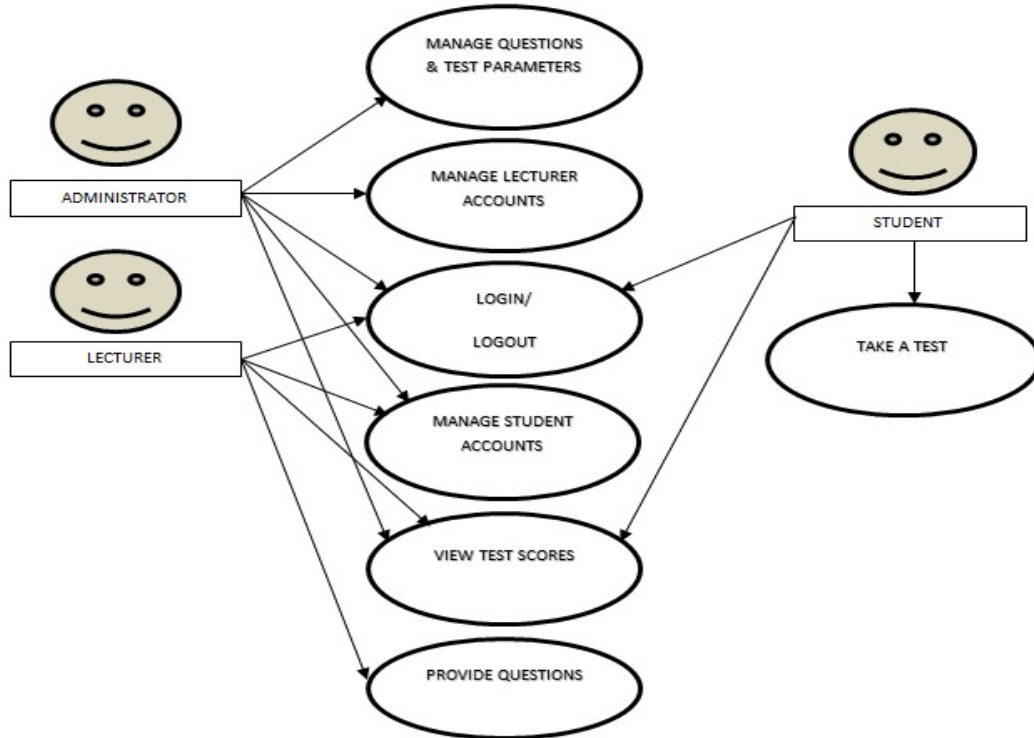 MANAGE QUESTIONS
& TEST PARAMETERS
ADMINISTRATOR
MANAGE LECTURER
ACCOUNTS
STUDENT
LECTURER
LOGIN/
LOGOUT
TAKE A TEST
MANAGE STUDENT
ACCOUNTS
VIEW TEST SCORES
PROVIDE QUESTIONS